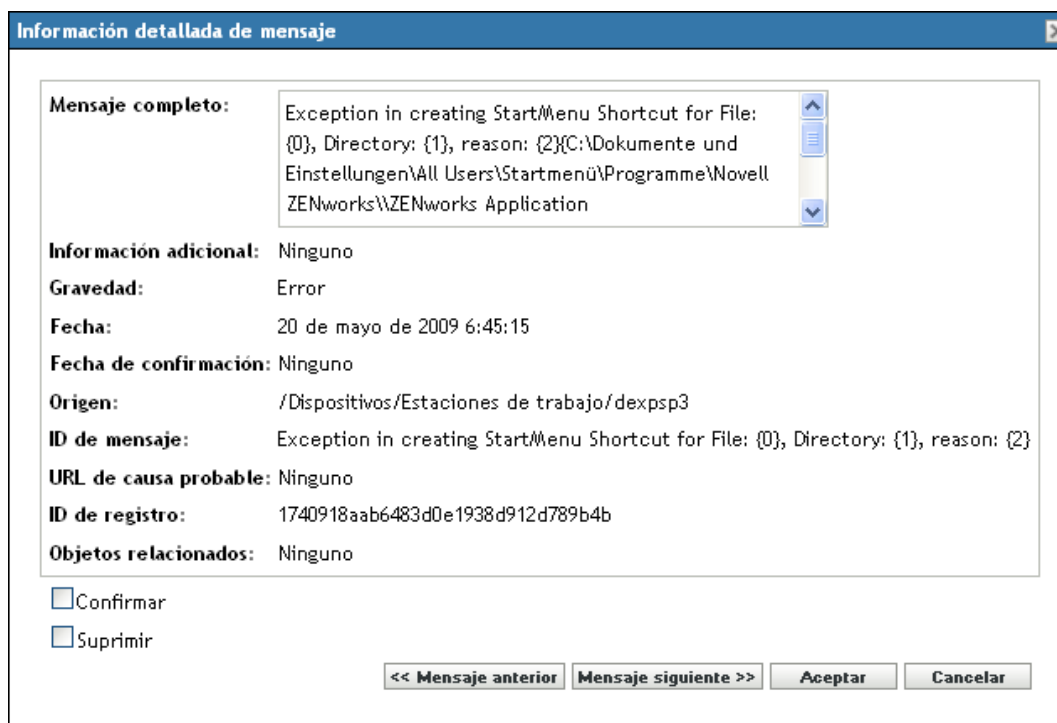 Información detallada de mensaje
Mensaje completo:
Exception in creating StartMenu Shortcut for File:
{0}, Directory: {1}, reason: {2}{C:\Dokumente und
Einstellungen\All Users\Startmenü\Programme\Novell
ZENworks\\ZENworks Application
Información adicional: Ninguno
Gravedad: Error
Fecha: 20 de mayo de 2009 6:45:15
Fecha de confirmación: Ninguno
Origen: /Dispositivos/Estaciones de trabajo/dexpsp3
ID de mensaje: Exception in creating StartMenu Shortcut for File: {0}, Directory: {1}, reason: {2}
URL de causa probable: Ninguno
ID de registro: 1740918aab6483d0e1938d912d789b4b
Objetos relacionados: Ninguno
Confirmar
Suprimir
<< Mensaje anterior Mensaje siguiente >> Aceptar Cancelar